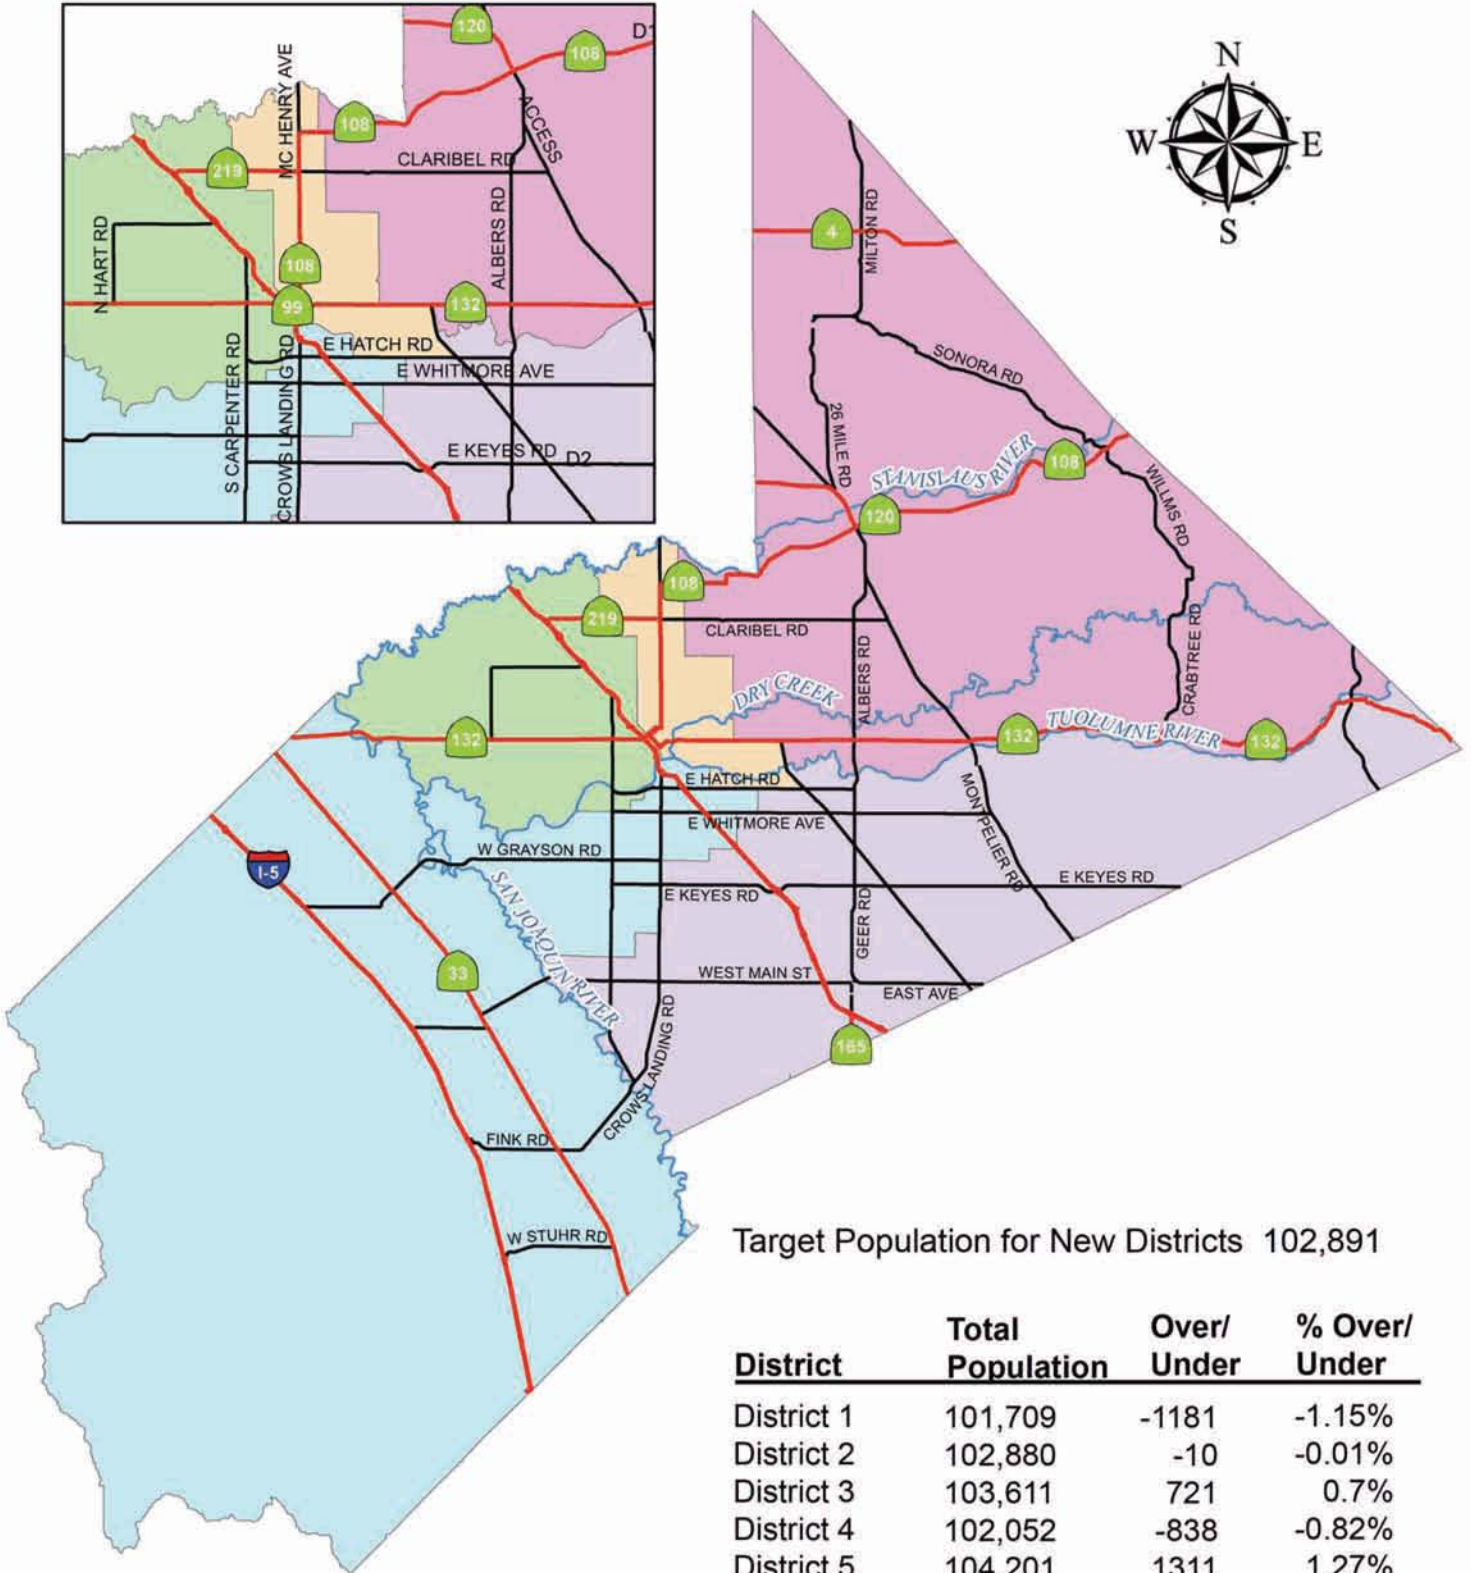 120
D1
108
MC HENRY AVE
108
ACCESS
219
CLARIBEL RD
N HART RD
ALBERS RD
108
99
132
E HATCH RD
S CARPENTER RD
CROWS LANDING RD
E WHITMORE AVE
E KEYES RD
D2
N
W
E
S
4
MILTON RD
SONORA RD
26 MILE RD
STANISLAUS RIVER
108
WILLMS RD
120
108
219
CLARIBEL RD
ALBERS RD
CRABTREE RD
DRY CREEK
132
132
TUOLUMNE RIVER
132
E HATCH RD
E WHITMORE AVE
MONTPELIER RD
W GRAYSON RD
I-5
SAN JOAQUIN RIVER
E KEYES RD
E KEYES RD
GEER RD
33
WEST MAIN ST
EAST AVE
CROWS LANDING RD
165
FINK RD
W STUHR RD
Target Population for New Districts 102,891
District Total Population Over/ Under % Over/ Under
District 1 101,709 -1181 -1.15%
District 2 102,880 -10 -0.01%
District 3 103,611 721 0.7%
District 4 102,052 -838 -0.82%
District 5 104,201 1311 1.27%